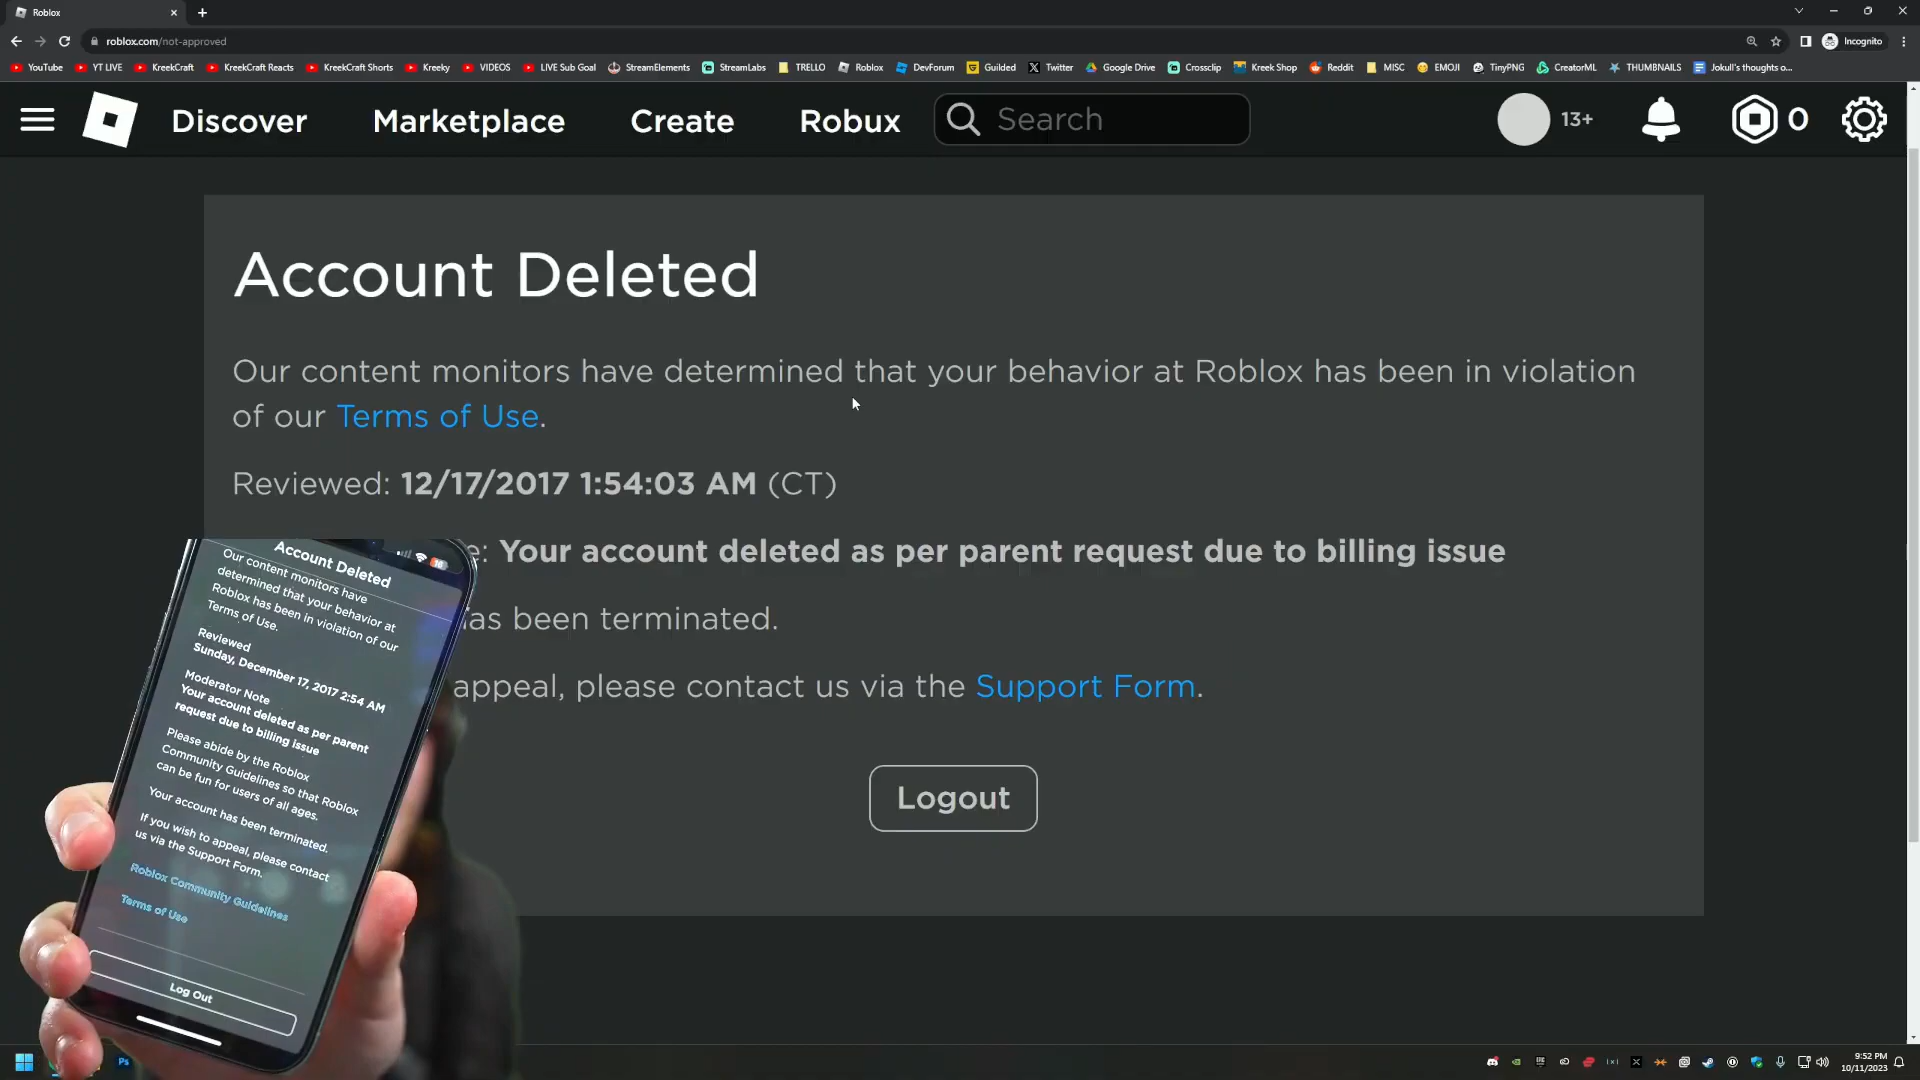 Roblox
roblox.com/not-approved
Incognito
YouTube YT LIVE KreekCraft KreekCraft Reacts KreekCraft Shorts Kreeky VIDEOS LIVE Sub Goal StreamElements StreamLabs TRELLO Roblox DevForum Guilded Twitter Google Drive Crossclip Kreek Shop Reddit MISC EMOJI TinyPNG CreatorML THUMBNAILS Jokull's thoughts o...
Discover Marketplace Create Robux Search 13+ 0
Account Deleted
Our content monitors have determined that your behavior at Roblox has been in violation
of our Terms of Use.
Reviewed: 12/17/2017 1:54:03 AM (CT)
e: Your account deleted as per parent request due to billing issue
has been terminated.
appeal, please contact us via the Support Form.
Logout
Account Deleted
Our content monitors have
determined that your behavior at
Roblox has been in violation of our
Terms of Use.
Reviewed
Sunday, December 17, 2017 2:54 AM
Moderator Note
Your account deleted as per parent
request due to billing issue
Please abide by the Roblox
Community Guidelines so that Roblox
can be fun for users of all ages.
Your account has been terminated.
If you wish to appeal, please contact
us via the Support Form.
Roblox Community Guidelines
Terms of Use
Log Out
Ps
9:52 PM
10/11/2023